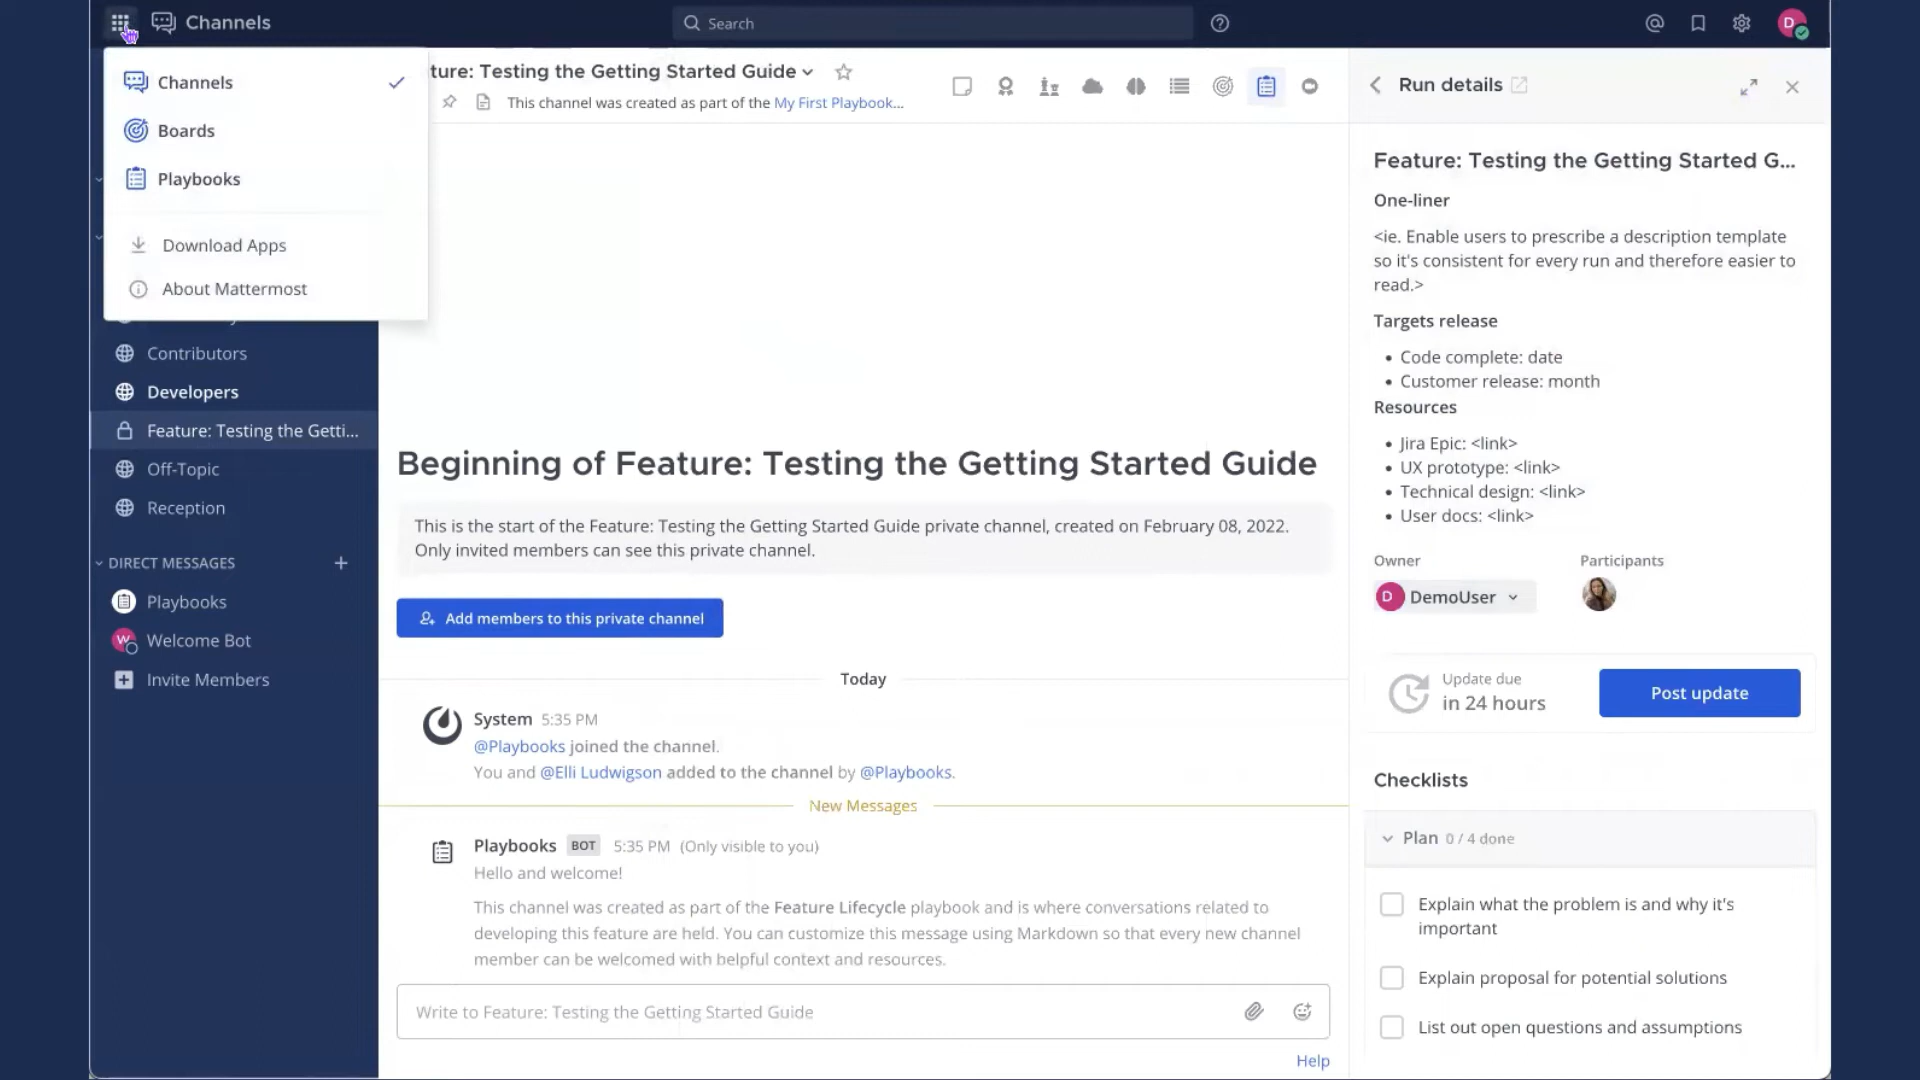 Channels
Search
D
Channels
Boards
Playbooks
Download Apps
About Mattermost
Contributors
Developers
Feature: Testing the Getti...
Off-Topic
Reception
DIRECT MESSAGES
Playbooks
W
Welcome Bot
Invite Members
ture: Testing the Getting Started Guide
This channel was created as part of the My First Playbook...
Beginning of Feature: Testing the Getting Started Guide
This is the start of the Feature: Testing the Getting Started Guide private channel, created on February 08, 2022.
Only invited members can see this private channel.
Add members to this private channel
Today
System 5:35 PM
@Playbooks joined the channel.
You and @Elli Ludwigson added to the channel by @Playbooks.
New Messages
Playbooks BOT 5:35 PM (Only visible to you)
Hello and welcome!
This channel was created as part of the Feature Lifecycle playbook and is where conversations related to
developing this feature are held. You can customize this message using Markdown so that every new channel
member can be welcomed with helpful context and resources.
Write to Feature: Testing the Getting Started Guide
Help
Run details
Feature: Testing the Getting Started G...
One-liner
<ie. Enable users to prescribe a description template
so it's consistent for every run and therefore easier to
read.>
Targets release
• Code complete: date
• Customer release: month
Resources
• Jira Epic: <link>
• UX prototype: <link>
• Technical design: <link>
• User docs: <link>
Owner
Participants
D DemoUser
Update due
in 24 hours
Post update
Checklists
Plan 0 / 4 done
Explain what the problem is and why it's
important
Explain proposal for potential solutions
List out open questions and assumptions